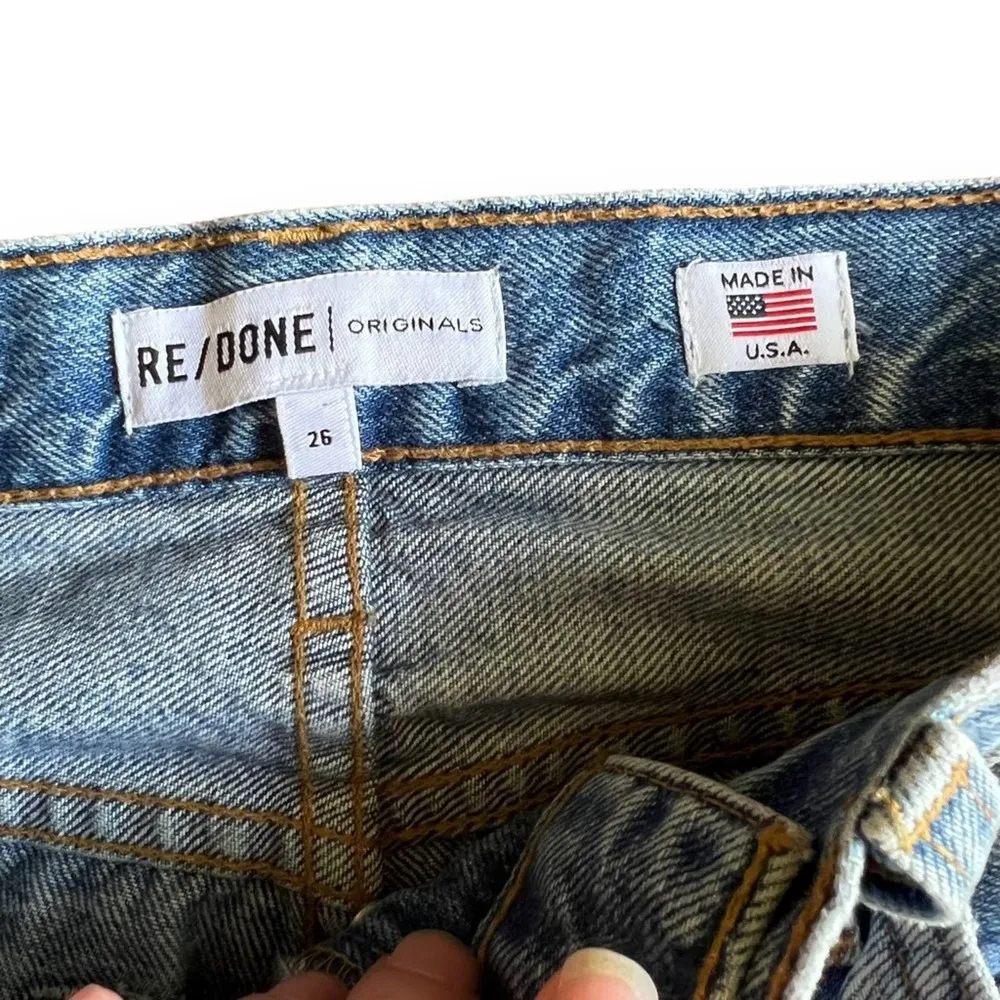 RE/DONE | ORIGINALS
26
MADE IN
U.S.A.